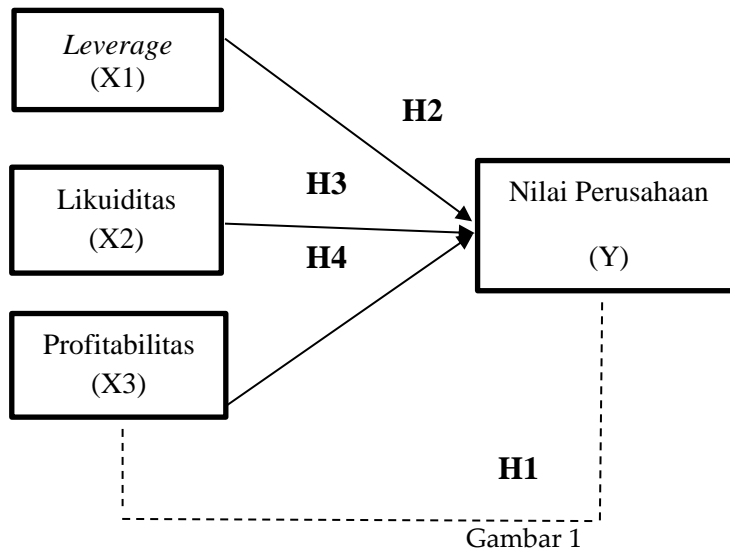 Leverage
(X1)
H2
Likuiditas
(X2)
H3
Nilai Perusahaan
(Y)
H4
Profitabilitas
(X3)
H1
Gambar 1